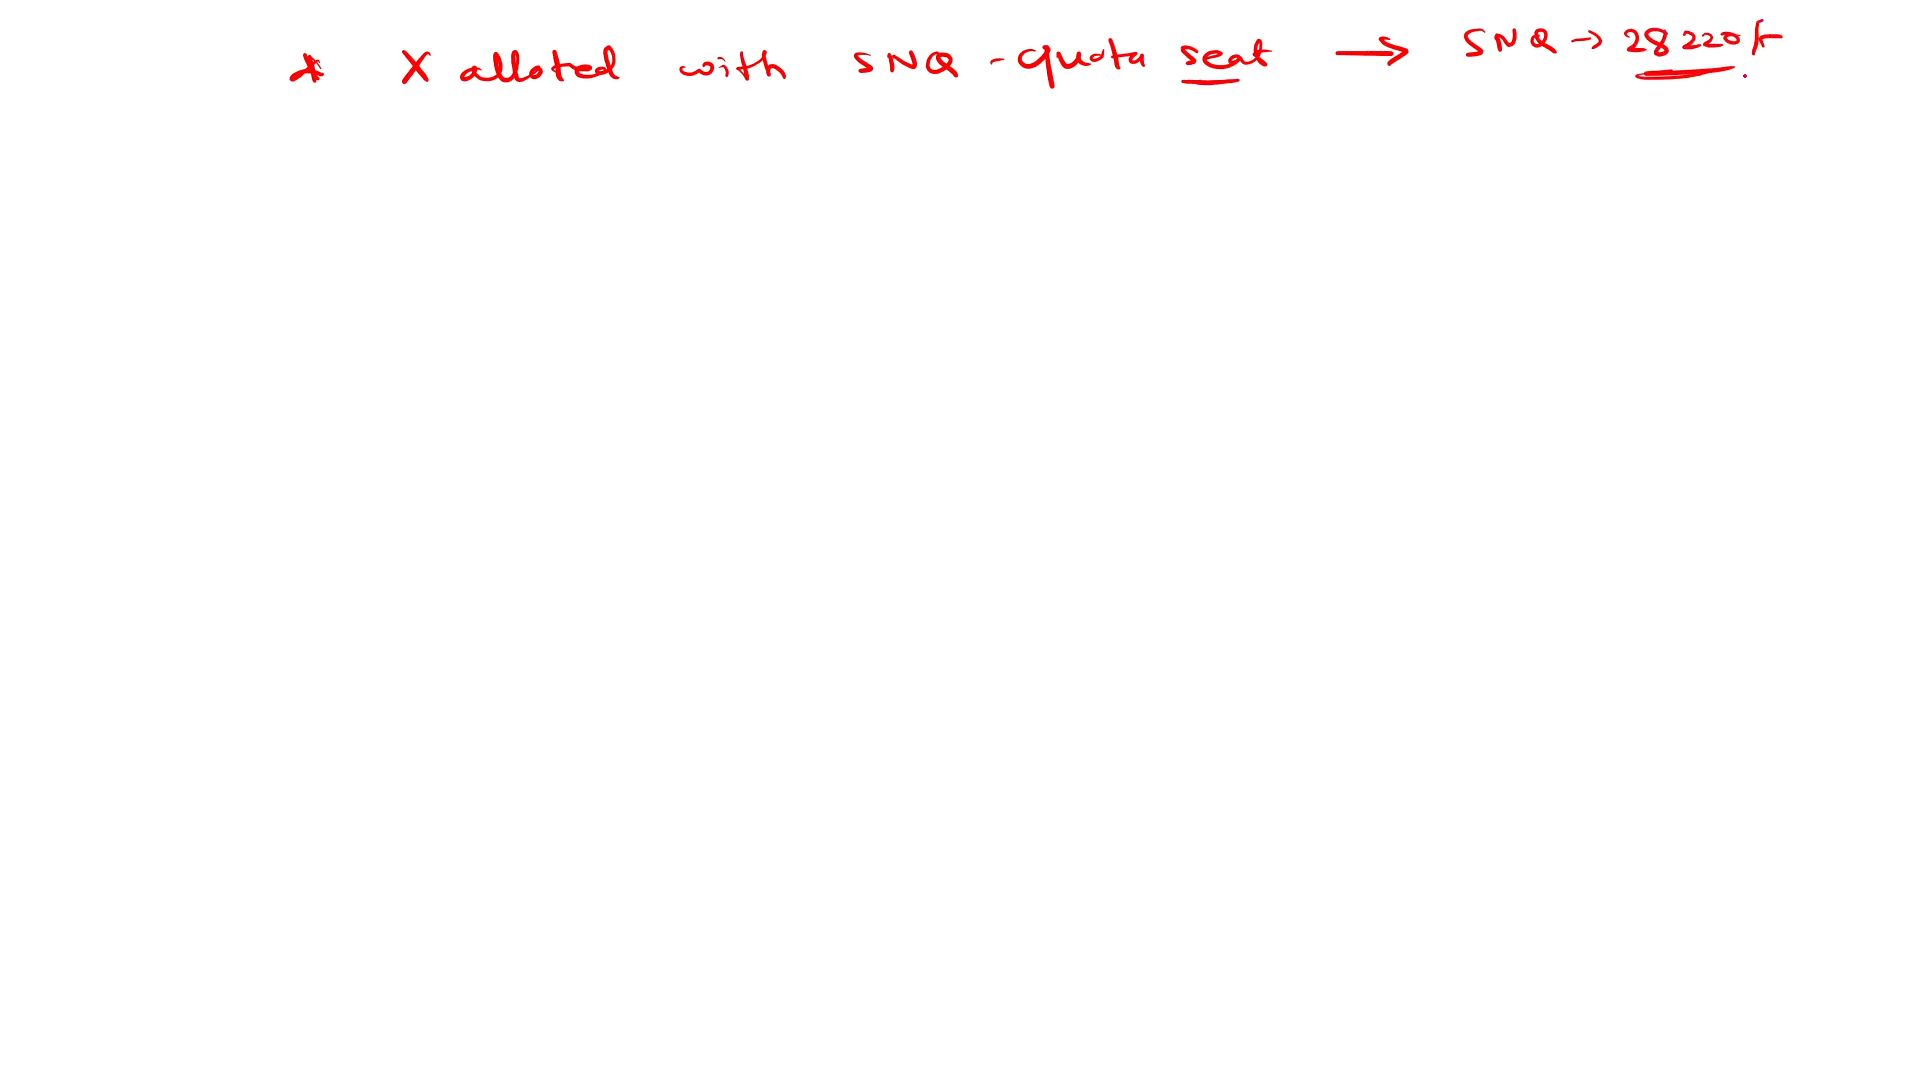 * X alloted with SNQ - quota seat → SNQ → 28220/-